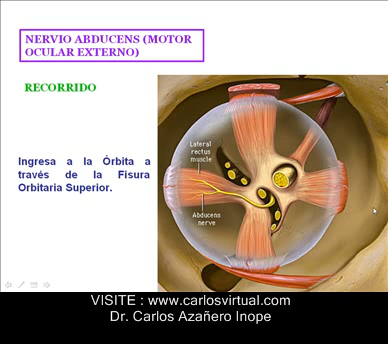 NERVIO ABDUCENS (MOTOR
OCULAR EXTERNO)
RECORRIDO
Ingresa a la Órbita a
través de la Fisura
Orbitaria Superior.
Lateral
rectus
muscle
Abducens
nerve
VISITE : www.carlosvirtual.com
Dr. Carlos Azañero Inope